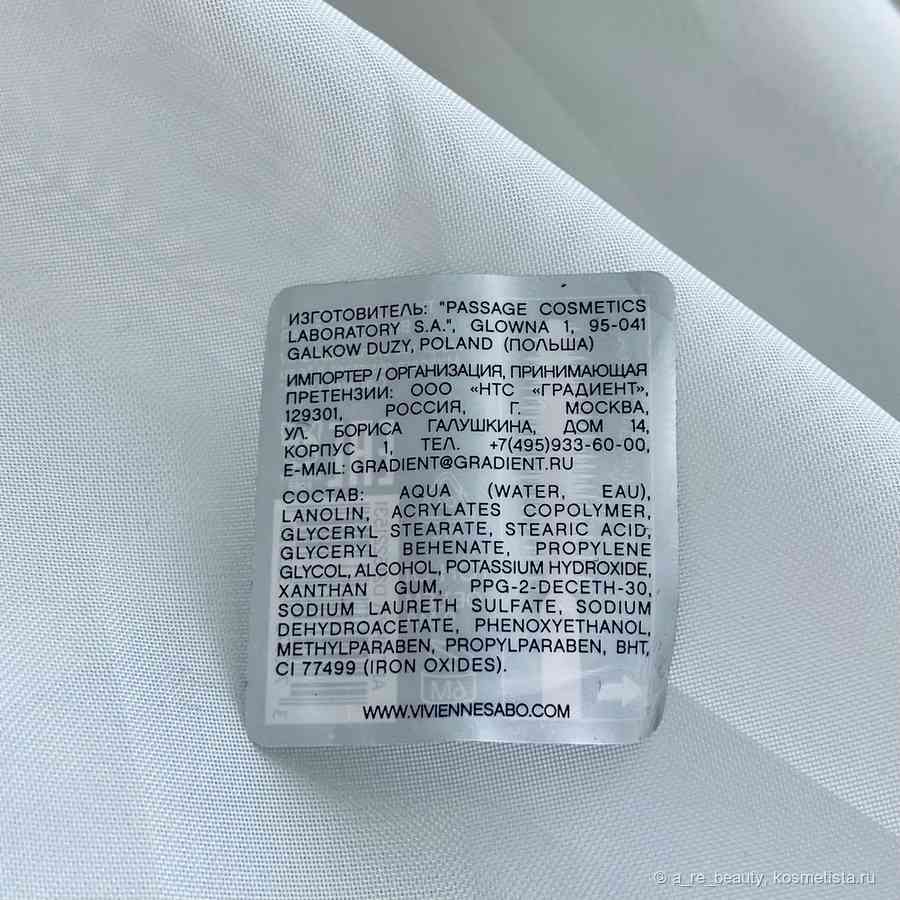 ИЗГОТОВИТЕЛЬ: "PASSAGE COSMETICS
LABORATORY S.A.", GLOWNA 1, 95-041
GALKOW DUZY, POLAND (ПОЛЬША)
ИМПОРТЕР / ОРГАНИЗАЦИЯ, ПРИНИМАЮЩАЯ
ПРЕТЕНЗИИ: ООО «НТС «ГРАДИЕНТ»,
129301, РОССИЯ, Г. МОСКВА,
УЛ. БОРИСА ГАЛУШКИНА, ДОМ 14,
КОРПУС 1, ТЕЛ. +7(495)933-60-00,
E-MAIL: GRADIENT@GRADIENT.RU
СОСТАВ: AQUA (WATER, EAU),
LANOLIN, ACRYLATES COPOLYMER,
GLYCERYL STEARATE, STEARIC ACID,
GLYCERYL BEHENATE, PROPYLENE
GLYCOL, ALCOHOL, POTASSIUM HYDROXIDE,
XANTHAN GUM, PPG-2-DECETH-30,
SODIUM LAURETH SULFATE, SODIUM
DEHYDROACETATE, PHENOXYETHANOL,
METHYLPARABEN, PROPYLPARABEN, BHT,
CI 77499 (IRON OXIDES).
6M
WWW.VIVIENNESABO.COM
© a_re_beauty, kosmetista.ru